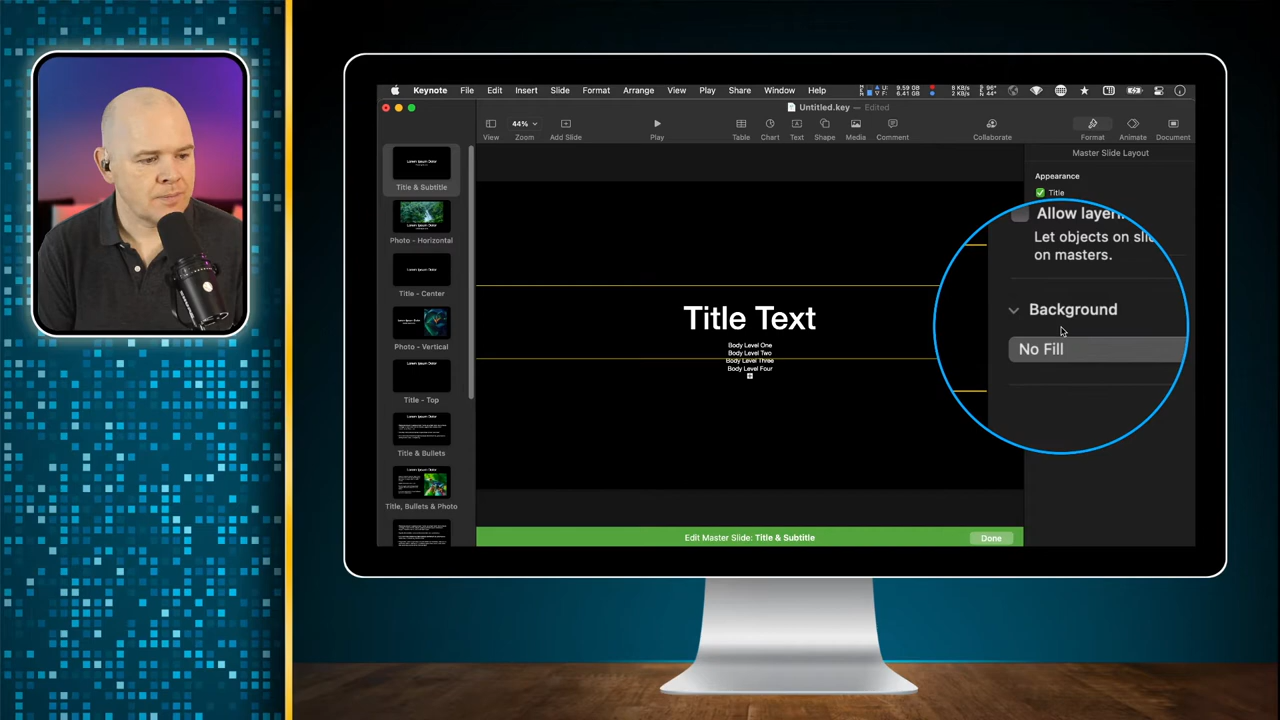 Keynote File Edit Insert Format Slide Arrange View Play Share Window Help
Untitled.key — Edited
44%
View Zoom Add Slide Play Table Chart Text Shape Media Comment Collaborate Format Animate Document
Master Slide Layout
Appearance
Title
Allow layerin
Let objects on slid
on masters.
Background
No Fill
Title & Subtitle
Photo - Horizontal
Title - Center
Photo - Vertical
Title - Top
Title & Bullets
Title, Bullets & Photo
Title Text
Body Level One
Body Level Two
Body Level Three
Body Level Four
Edit Master Slide: Title & Subtitle
Done